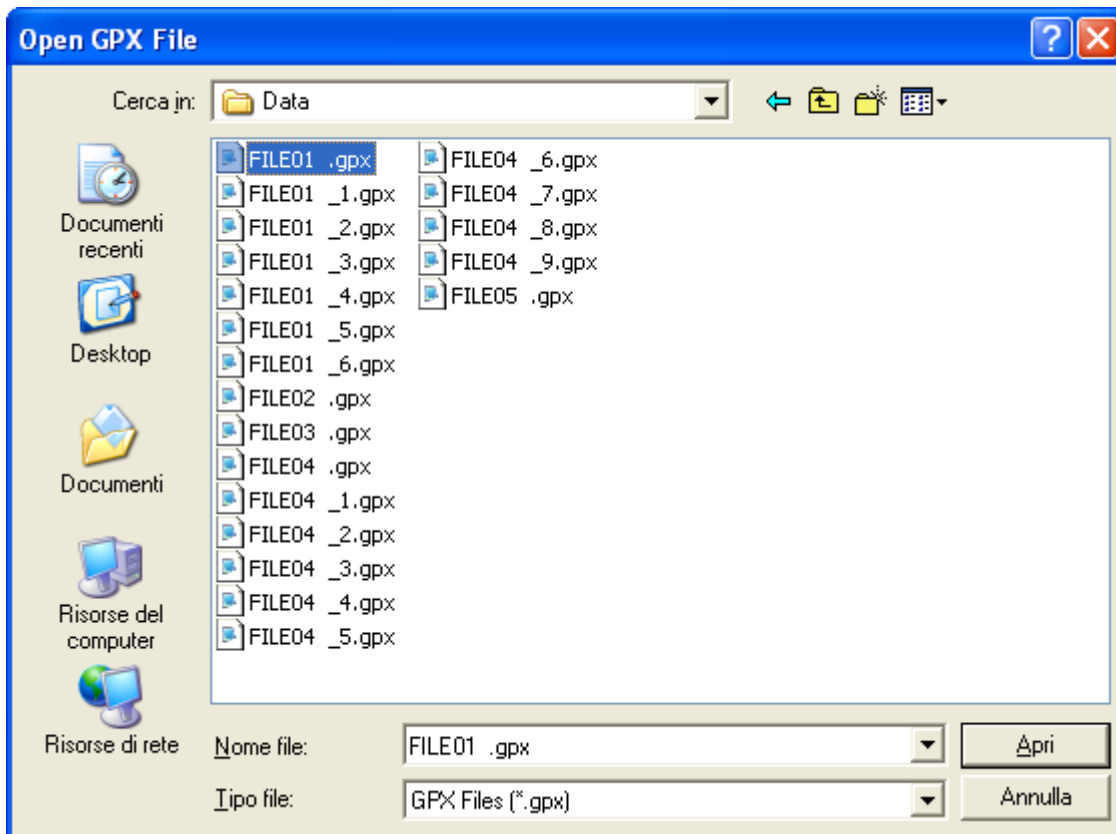 Open GPX File
Cerca in: Data
FILE01 .gpx
FILE01 _1.gpx
FILE01 _2.gpx
FILE01 _3.gpx
FILE01 _4.gpx
FILE01 _5.gpx
FILE01 _6.gpx
FILE02 .gpx
FILE03 .gpx
FILE04 .gpx
FILE04 _1.gpx
FILE04 _2.gpx
FILE04 _3.gpx
FILE04 _4.gpx
FILE04 _5.gpx
FILE04 _6.gpx
FILE04 _7.gpx
FILE04 _8.gpx
FILE04 _9.gpx
FILE05 .gpx
Documenti
recenti
Desktop
Documenti
Risorse del
computer
Risorse di rete
Nome file: FILE01 .gpx Apri
Tipo file: GPX Files (*.gpx) Annulla